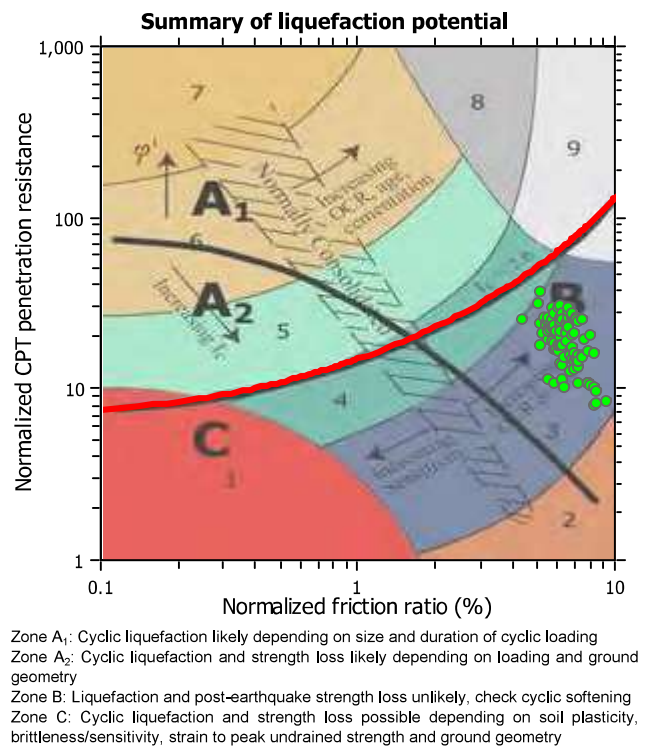 Summary of liquefaction potential
1,000
100
10
1
Normalized CPT penetration resistance
7
8
9
φ'
A1
Increasing
OCR, age,
cementation
Normally Consolidated
6
A2
Increasing Ic
5
B
4
C
1
Increasing
sensitivity
3
2
0.1
1
10
Normalized friction ratio (%)
Zone A1: Cyclic liquefaction likely depending on size and duration of cyclic loading
Zone A2: Cyclic liquefaction and strength loss likely depending on loading and ground
geometry
Zone B: Liquefaction and post-earthquake strength loss unlikely, check cyclic softening
Zone C: Cyclic liquefaction and strength loss possible depending on soil plasticity,
brittleness/sensitivity, strain to peak undrained strength and ground geometry